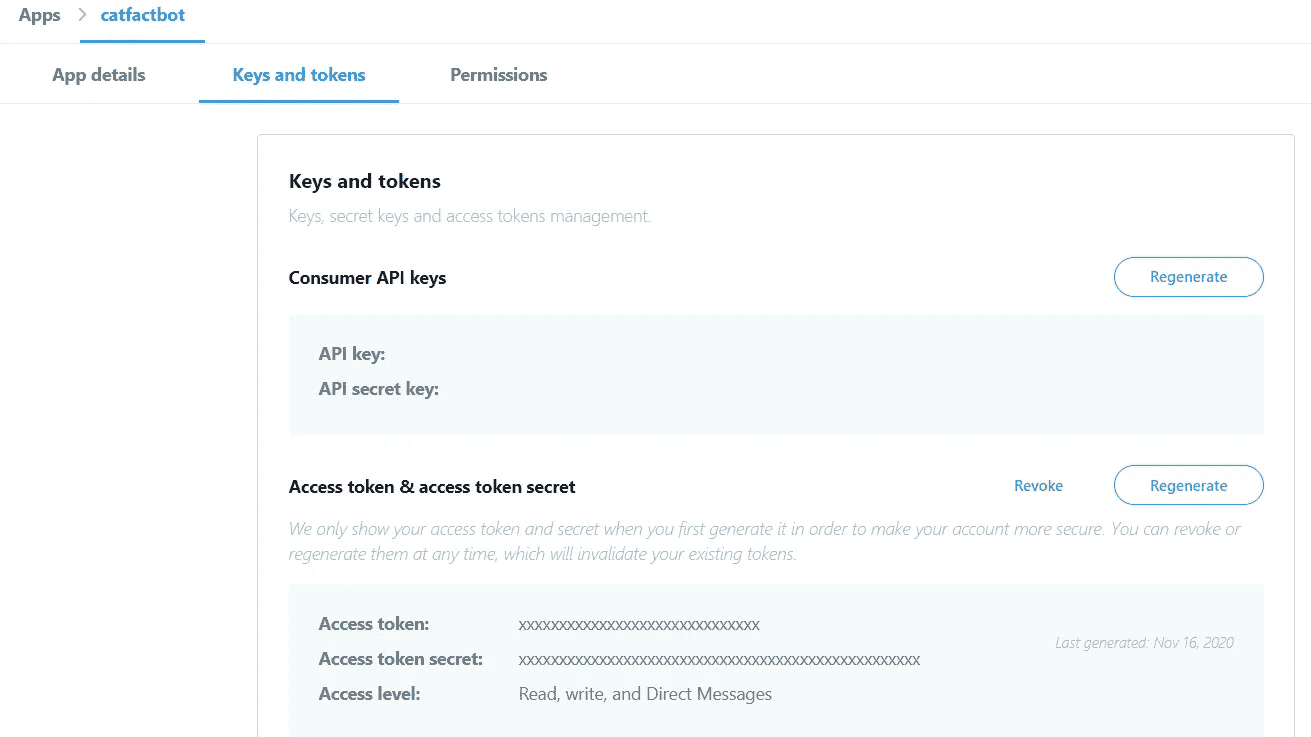 Apps > catfactbot
App details Keys and tokens Permissions
Keys and tokens
Keys, secret keys and access tokens management.
Consumer API keys Regenerate
API key:
API secret key:
Access token & access token secret Revoke Regenerate
We only show your access token and secret when you first generate it in order to make your account more secure. You can revoke or
regenerate them at any time, which will invalidate your existing tokens.
Access token: xxxxxxxxxxxxxxxxxxxxxxxxxxxxxx
Last generated: Nov 16, 2020
Access token secret: xxxxxxxxxxxxxxxxxxxxxxxxxxxxxxxxxxxxxxxxxxxxxxxxxx
Access level: Read, write, and Direct Messages